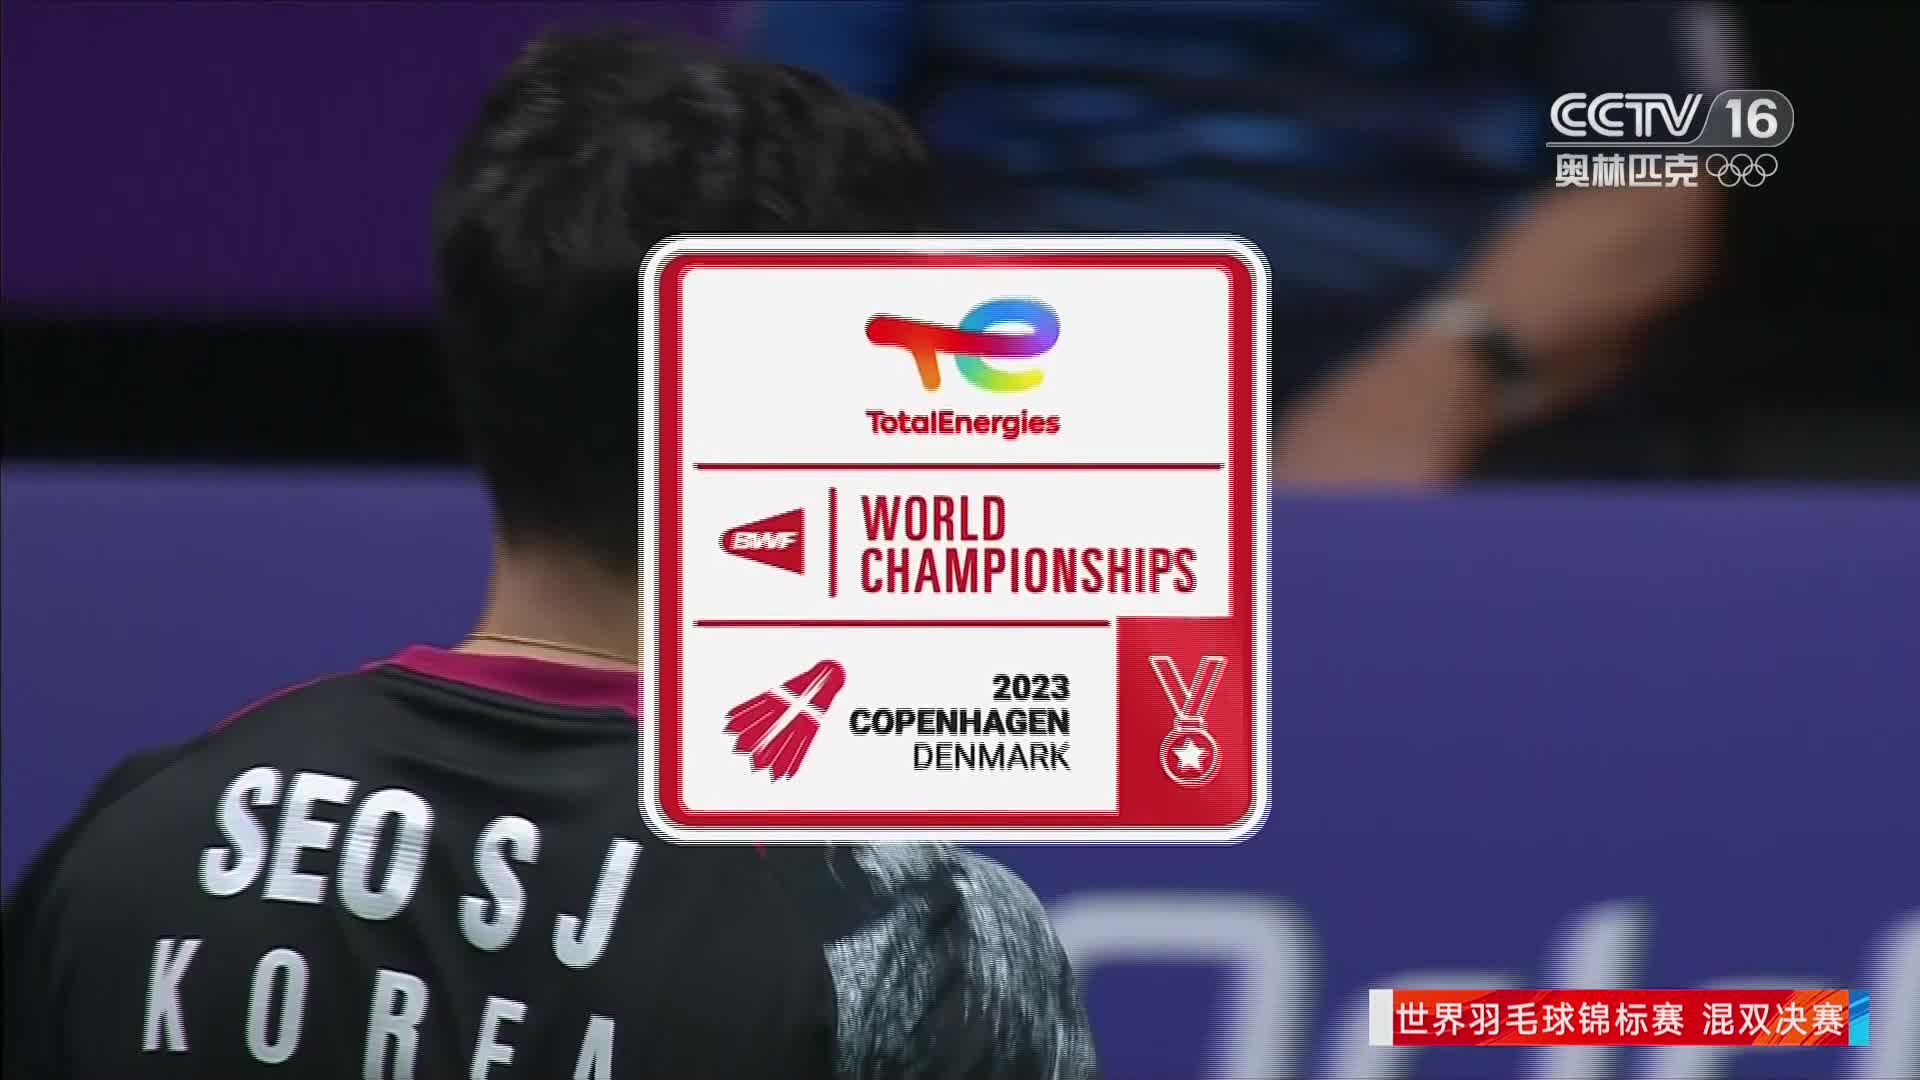 CCTV 16
奥林匹克
TotalEnergies
BWF
WORLD
CHAMPIONSHIPS
2023
COPENHAGEN
DENMARK
SEO S J
KOREA
世界羽毛球锦标赛 混双决赛